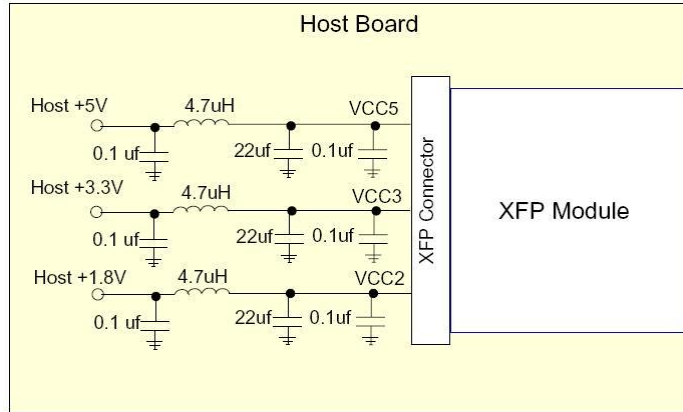 Host Board
Host +5V
4.7uH
VCC5
0.1 uf
22uf
0.1uf
Host +3.3V
4.7uH
VCC3
0.1 uf
22uf
0.1uf
Host +1.8V
4.7uH
VCC2
0.1 uf
22uf
0.1uf
XFP Connector
XFP Module